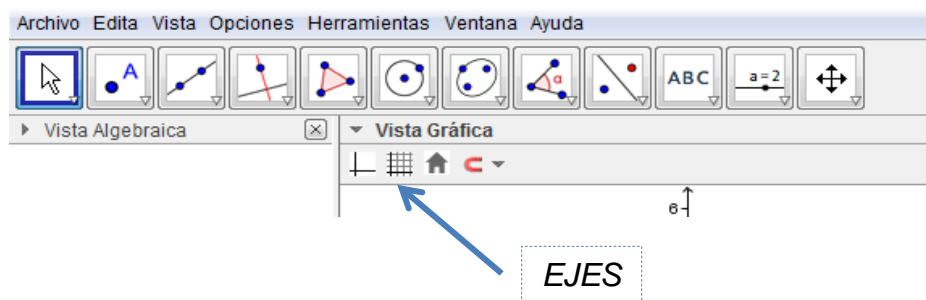 Archivo Edita Vista Opciones Herramientas Ventana Ayuda
A
α
ABC
a=2
Vista Algebraica
Vista Gráfica
6
EJES